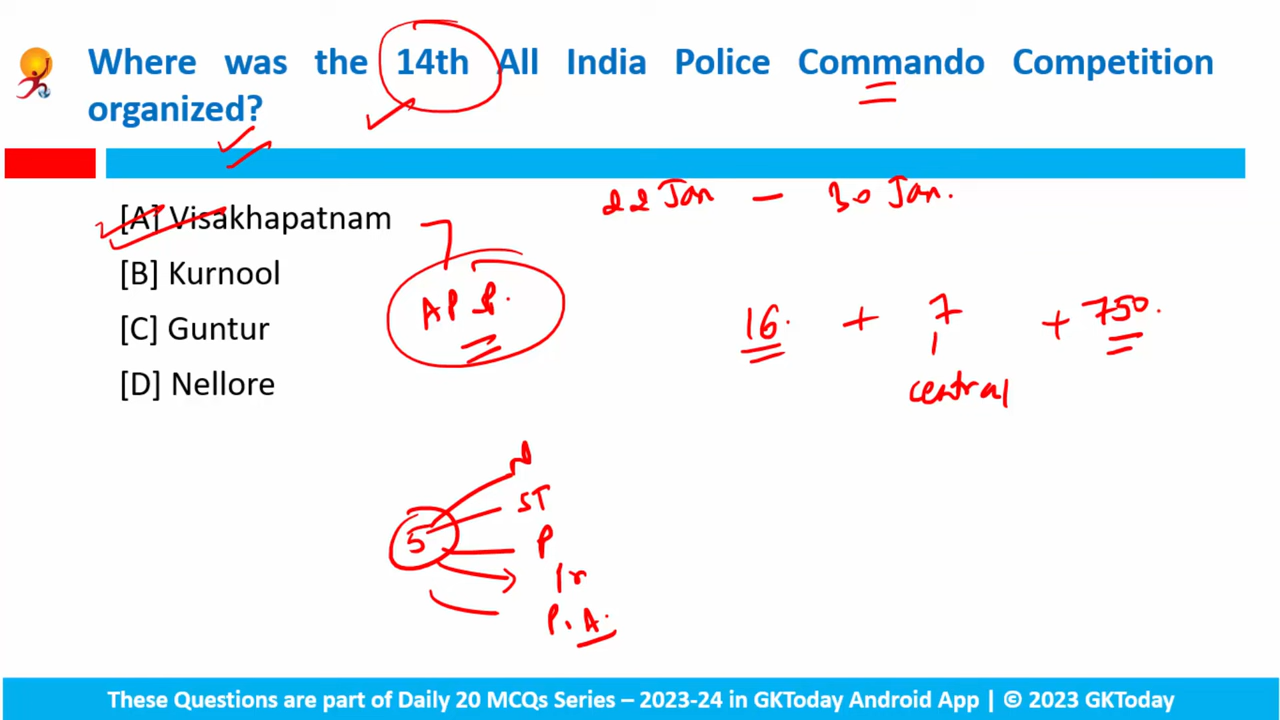 Where was the 14th All India Police Commando Competition
organized?
22 Jan – 30 Jan.
[A] Visakhapatnam
[B] Kurnool
[C] Guntur
[D] Nellore
A P P.
16. + 7 + 750.
central
5
ST
P
Ir
P. A.
These Questions are part of Daily 20 MCQs Series – 2023-24 in GKToday Android App | © 2023 GKToday